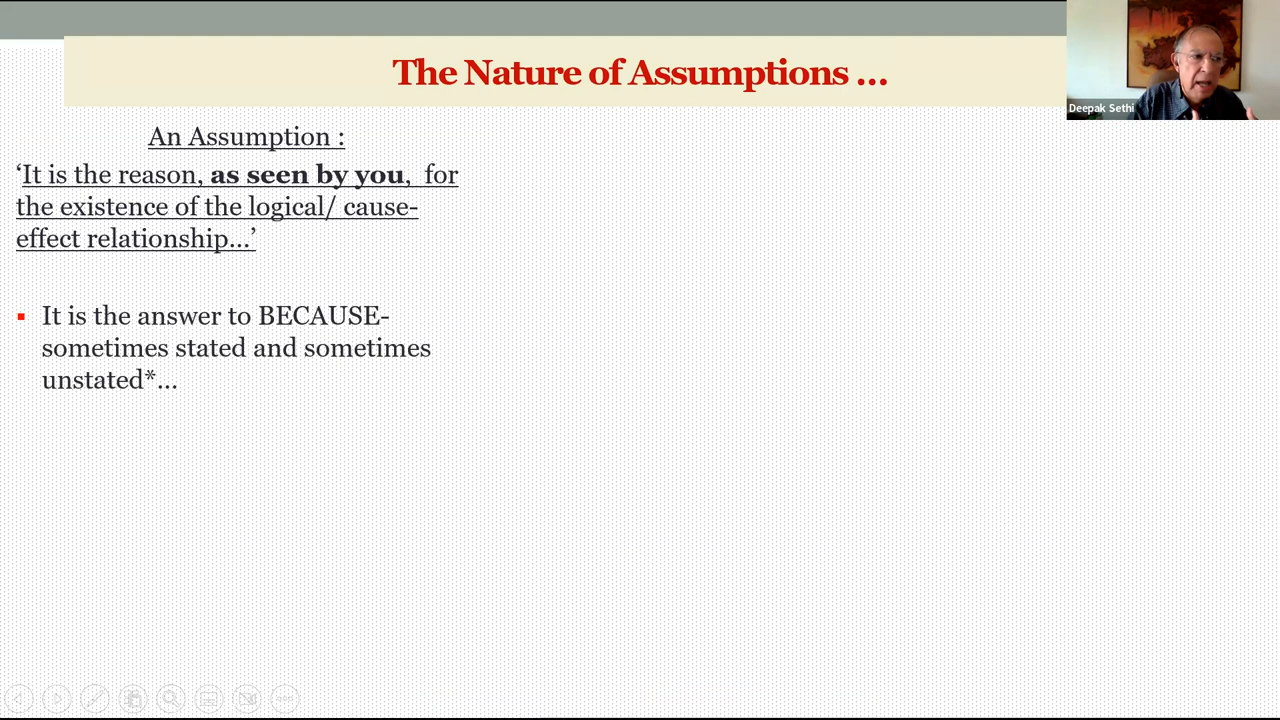 The Nature of Assumptions ...
Deepak Sethi
An Assumption :
‘It is the reason, as seen by you, for
the existence of the logical/ cause-
effect relationship...’
It is the answer to BECAUSE-
sometimes stated and sometimes
unstated*...